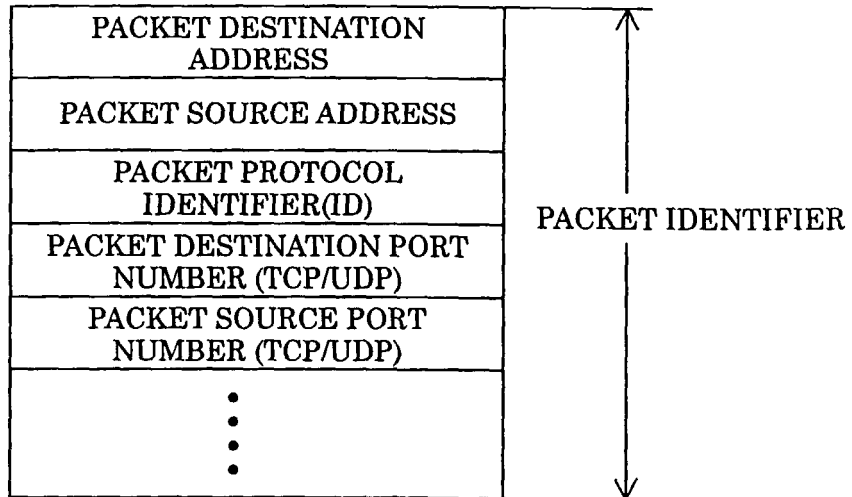 PACKET DESTINATION
ADDRESS
PACKET SOURCE ADDRESS
PACKET PROTOCOL
IDENTIFIER(ID)
PACKET DESTINATION PORT
NUMBER (TCP/UDP)
PACKET SOURCE PORT
NUMBER (TCP/UDP)
PACKET IDENTIFIER